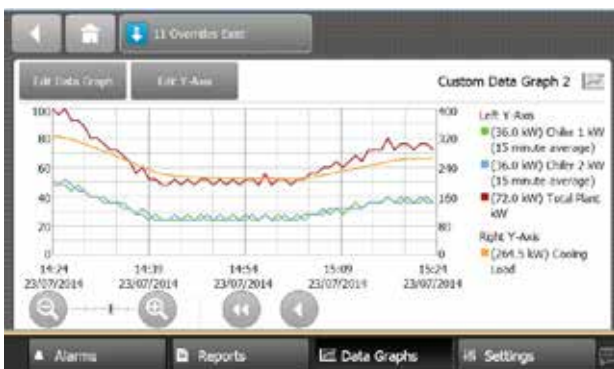 11 Overrides Exist
Edit Data Graph
Edit Y-Axis
Custom Data Graph 2
100
80
60
40
20
0
400
320
240
160
80
0
14:24
23/07/2014
14:39
23/07/2014
14:54
23/07/2014
15:09
23/07/2014
15:24
23/07/2014
Left Y-Axis
(36.0 kW) Chiller 1 kW
(15 minute average)
(36.0 kW) Chiller 2 kW
(15 minute average)
(72.0 kW) Total Plant
kW
Right Y-Axis
(264.5 kW) Cooling
Load
Alarms
Reports
Data Graphs
Settings